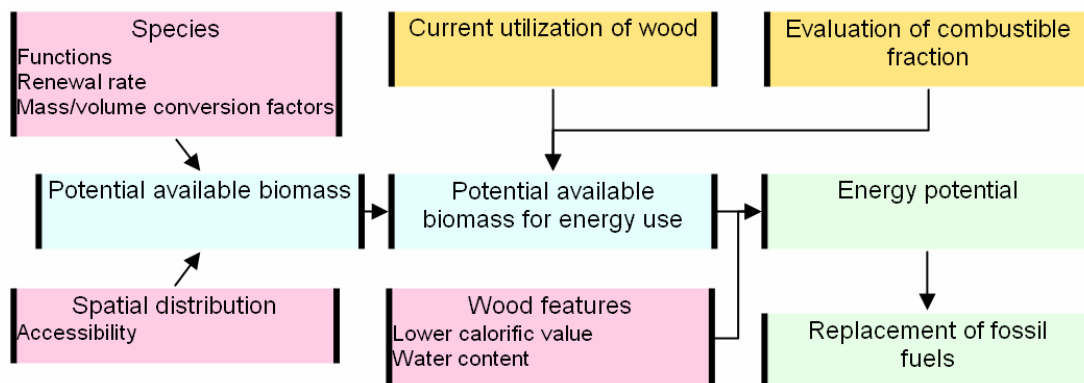 Species
Functions
Renewal rate
Mass/volume conversion factors
Current utilization of wood
Evaluation of combustible
fraction
Potential available biomass
Potential available
biomass for energy use
Energy potential
Spatial distribution
Accessibility
Wood features
Lower calorific value
Water content
Replacement of fossil
fuels